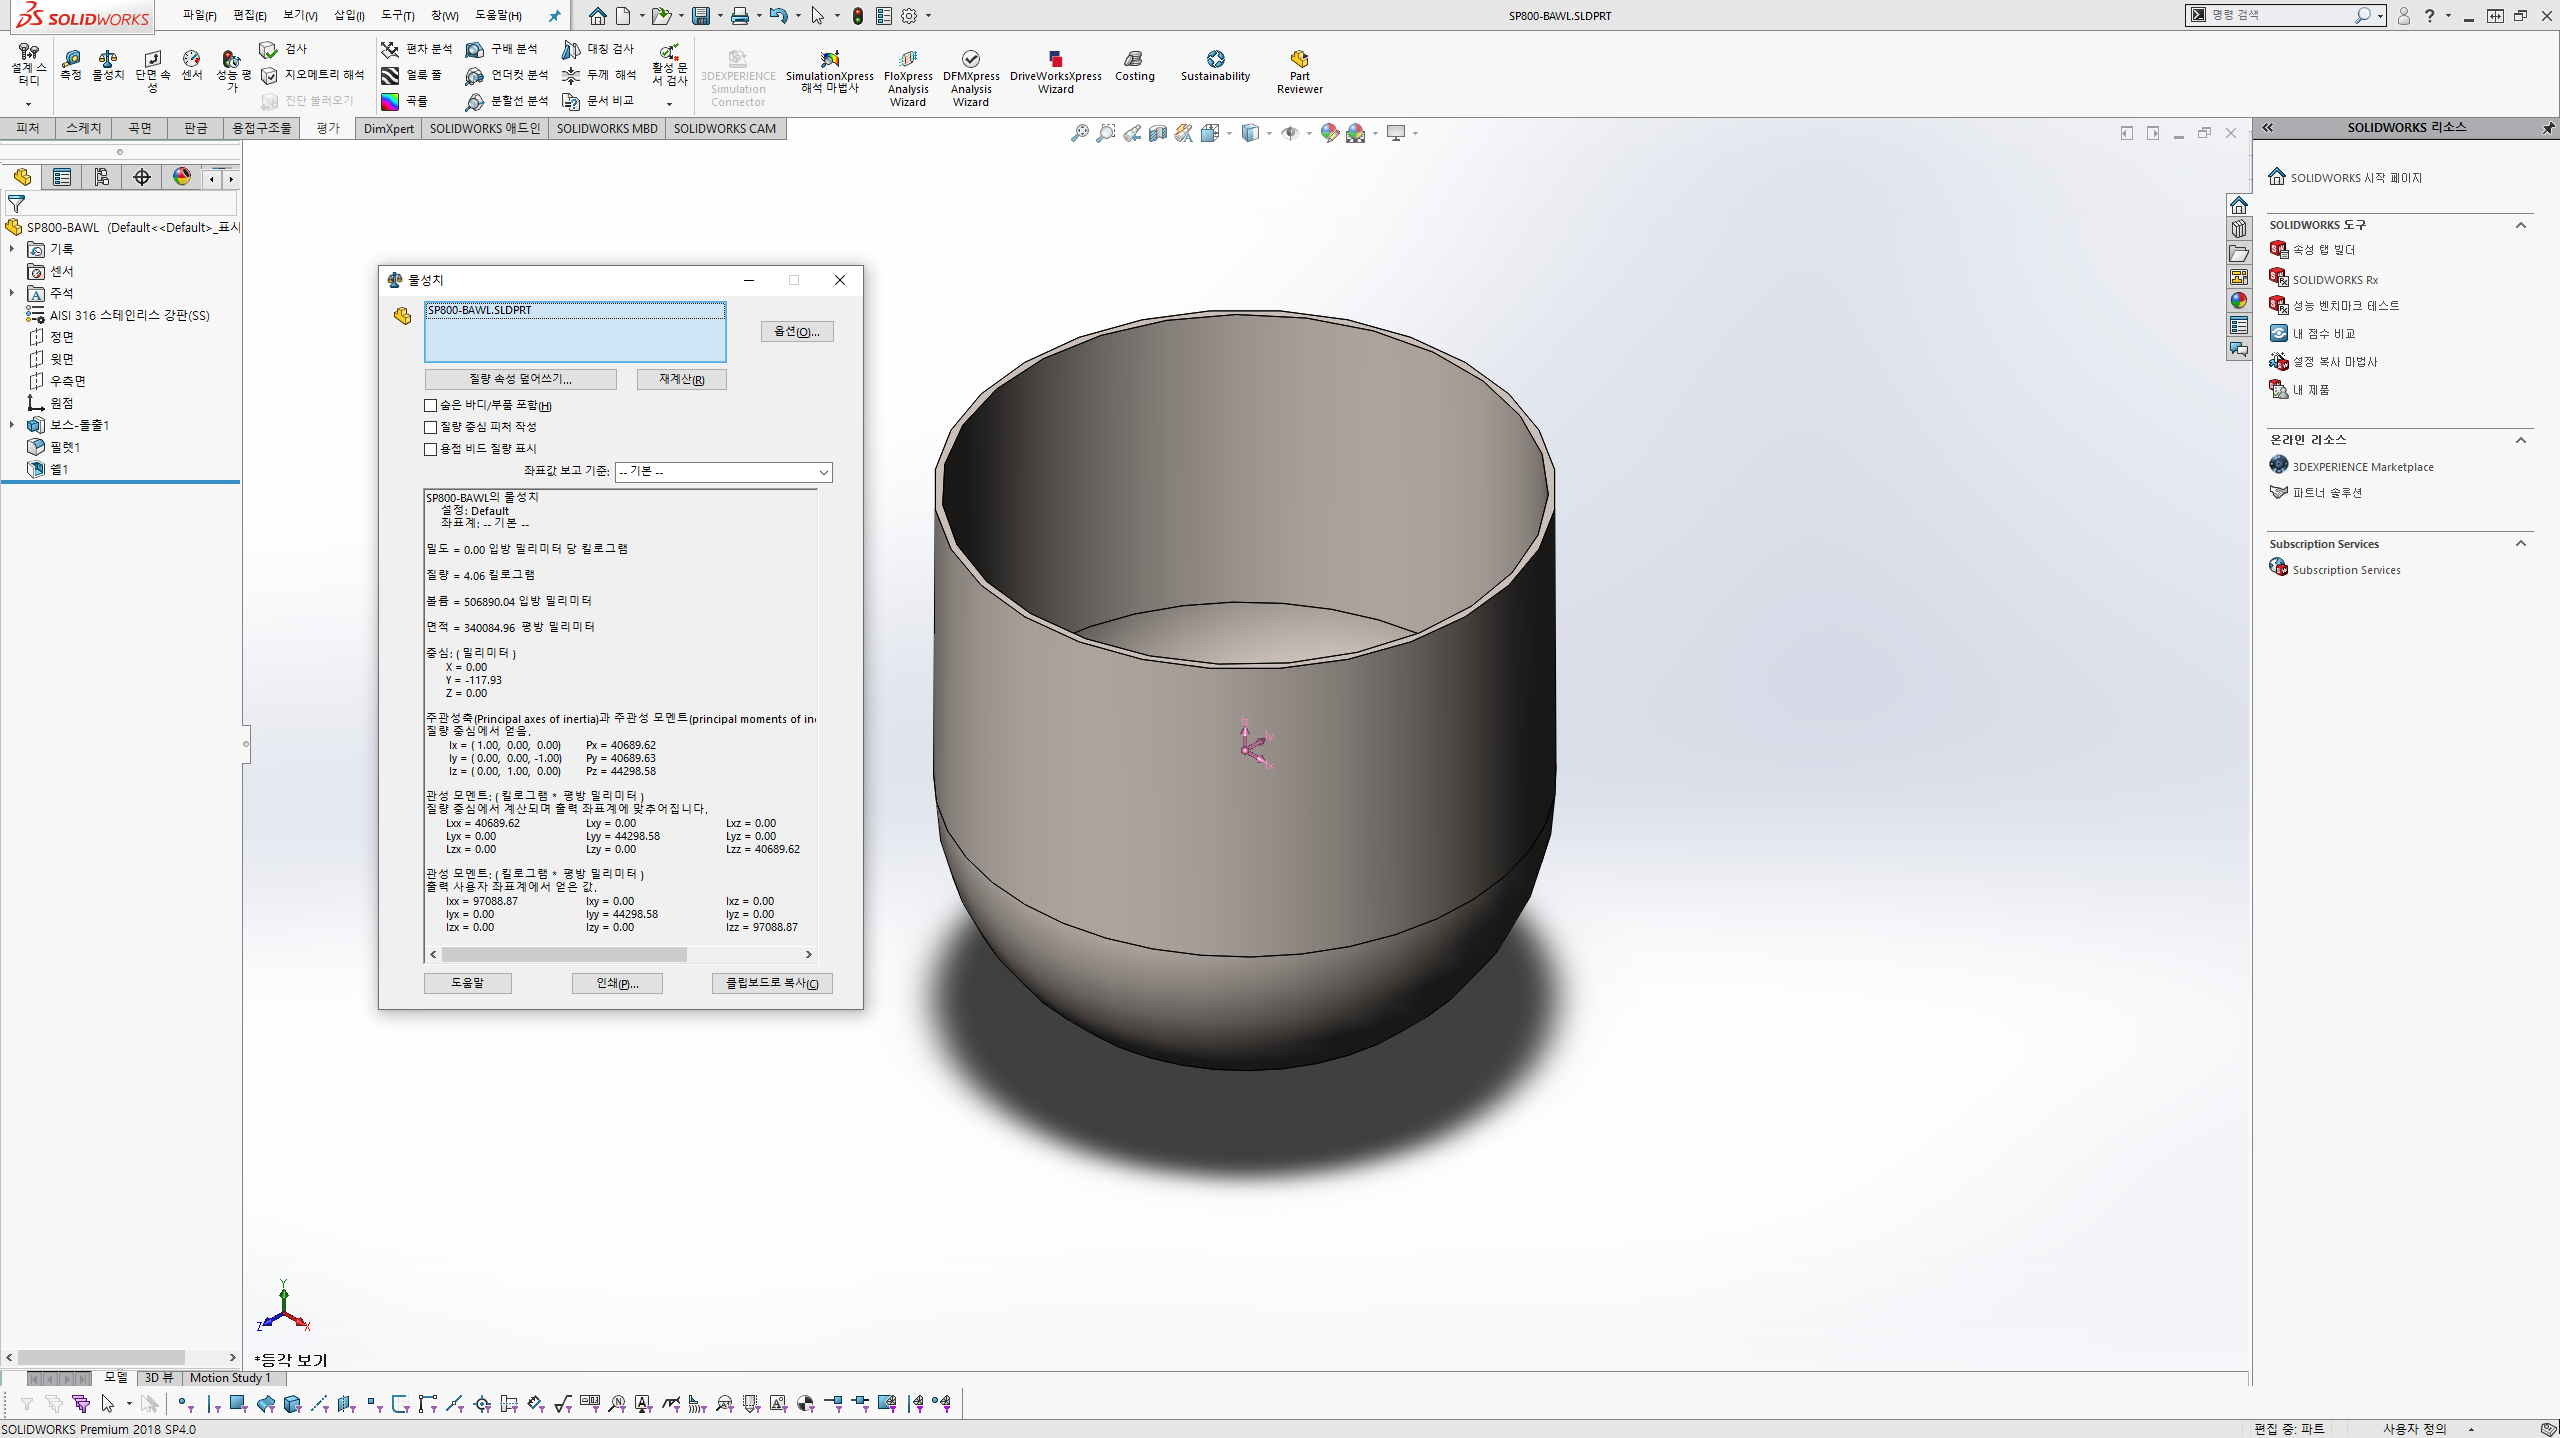 SOLIDWORKS
파일(F) 편집(E) 보기(V) 삽입(I) 도구(T) 창(W) 도움말(H)
SP800-BAWL.SLDPRT
명령 검색
설계 스터디
측정
물성치
단면 속성
센서
성능 평가
검사
지오메트리 해석
진단 불러오기
편차 분석
얼룩 줄
곡률
구배 분석
언더컷 분석
분할선 분석
대칭 검사
두께 해석
문서 비교
활성 문서 검사
3DEXPERIENCE Simulation Connector
SimulationXpress 해석 마법사
FloXpress Analysis Wizard
DFMXpress Analysis Wizard
DriveWorksXpress Wizard
Costing
Sustainability
Part Reviewer
피처 스케치 곡면 판금 용접구조물 평가 DimXpert SOLIDWORKS 애드인 SOLIDWORKS MBD SOLIDWORKS CAM
SP800-BAWL (Default<<Default>_표시
기록
센서
주석
AISI 316 스테인리스 강판(SS)
정면
윗면
우측면
원점
보스-돌출1
필렛1
쉘1
물성치
SP800-BAWL.SLDPRT
옵션(O)...
질량 속성 덮어쓰기...
재계산(R)
숨은 바디/부품 포함(H)
질량 중심 피처 작성
용접 비드 질량 표시
좌표값 보고 기준: -- 기본 --
SP800-BAWL의 물성치
설정: Default
좌표계: -- 기본 --
밀도 = 0.00 입방 밀리미터 당 킬로그램
질량 = 4.06 킬로그램
볼륨 = 506890.04 입방 밀리미터
면적 = 340084.96 평방 밀리미터
중심: ( 밀리미터 )
X = 0.00
Y = -117.93
Z = 0.00
주관성축(Principal axes of inertia)과 주관성 모멘트(principal moments of ine
질량 중심에서 얻음.
Ix = ( 1.00, 0.00, 0.00) Px = 40689.62
Iy = ( 0.00, 0.00, -1.00) Py = 40689.63
Iz = ( 0.00, 1.00, 0.00) Pz = 44298.58
관성 모멘트: ( 킬로그램 * 평방 밀리미터 )
질량 중심에서 계산되며 출력 좌표계에 맞추어집니다.
Lxx = 40689.62 Lxy = 0.00 Lxz = 0.00
Lyx = 0.00 Lyy = 44298.58 Lyz = 0.00
Lzx = 0.00 Lzy = 0.00 Lzz = 40689.62
관성 모멘트: ( 킬로그램 * 평방 밀리미터 )
출력 사용자 좌표계에서 얻은 값.
Ixx = 97088.87 Ixy = 0.00 Ixz = 0.00
Iyx = 0.00 Iyy = 44298.58 Iyz = 0.00
Izx = 0.00 Izy = 0.00 Izz = 97088.87
도움말
인쇄(P)...
클립보드로 복사(C)
Iz
Iy
Ix
Y
Z
X
*등각 보기
SOLIDWORKS 리소스
SOLIDWORKS 시작 페이지
SOLIDWORKS 도구
속성 탭 빌더
SOLIDWORKS Rx
성능 벤치마크 테스트
내 점수 비교
설정 복사 마법사
내 제품
온라인 리소스
3DEXPERIENCE Marketplace
파트너 솔루션
Subscription Services
Subscription Services
모델 3D 뷰 Motion Study 1
SOLIDWORKS Premium 2018 SP4.0
편집 중: 파트
사용자 정의